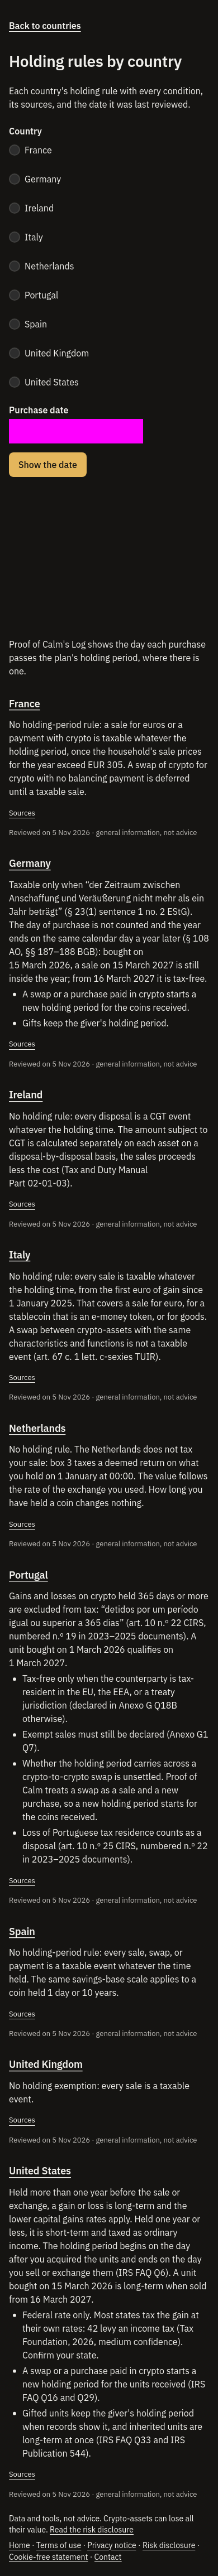 Back to countries
Holding rules by country
Each country's holding rule with every condition,
its sources, and the date it was last reviewed.
Country
France
Germany
Ireland
Italy
Netherlands
Portugal
Spain
United Kingdom
United States
Purchase date
Show the date
Proof of Calm's Log shows the day each purchase
passes the plan's holding period, where there is
one.
France
No holding-period rule: a sale for euros or a
payment with crypto is taxable whatever the
holding period, once the household's sale prices
for the year exceed EUR 305. A swap of crypto for
crypto with no balancing payment is deferred
until a taxable sale.
Sources
Reviewed on 5 Nov 2026 · general information, not advice
Germany
Taxable only when “der Zeitraum zwischen
Anschaffung und Veräußerung nicht mehr als ein
Jahr beträgt” (§ 23(1) sentence 1 no. 2 EStG).
The day of purchase is not counted and the year
ends on the same calendar day a year later (§ 108
AO, §§ 187–188 BGB): bought on
15 March 2026, a sale on 15 March 2027 is still
inside the year; from 16 March 2027 it is tax-free.
• A swap or a purchase paid in crypto starts a
new holding period for the coins received.
• Gifts keep the giver's holding period.
Sources
Reviewed on 5 Nov 2026 · general information, not advice
Ireland
No holding rule: every disposal is a CGT event
whatever the holding time. The amount subject to
CGT is calculated separately on each asset on a
disposal-by-disposal basis, the sales proceeds
less the cost (Tax and Duty Manual
Part 02-01-03).
Sources
Reviewed on 5 Nov 2026 · general information, not advice
Italy
No holding rule: every sale is taxable whatever
the holding time, from the first euro of gain since
1 January 2025. That covers a sale for euro, for a
stablecoin that is an e-money token, or for goods.
A swap between crypto-assets with the same
characteristics and functions is not a taxable
event (art. 67 c. 1 lett. c-sexies TUIR).
Sources
Reviewed on 5 Nov 2026 · general information, not advice
Netherlands
No holding rule. The Netherlands does not tax
your sale: box 3 taxes a deemed return on what
you hold on 1 January at 00:00. The value follows
the rate of the exchange you used. How long you
have held a coin changes nothing.
Sources
Reviewed on 5 Nov 2026 · general information, not advice
Portugal
Gains and losses on crypto held 365 days or more
are excluded from tax: “detidos por um período
igual ou superior a 365 dias” (art. 10 n.º 22 CIRS,
numbered n.º 19 in 2023–2025 documents). A
unit bought on 1 March 2026 qualifies on
1 March 2027.
• Tax-free only when the counterparty is tax-
resident in the EU, the EEA, or a treaty
jurisdiction (declared in Anexo G Q18B
otherwise).
• Exempt sales must still be declared (Anexo G1
Q7).
• Whether the holding period carries across a
crypto-to-crypto swap is unsettled. Proof of
Calm treats a swap as a sale and a new
purchase, so a new holding period starts for
the coins received.
• Loss of Portuguese tax residence counts as a
disposal (art. 10 n.º 25 CIRS, numbered n.º 22
in 2023–2025 documents).
Sources
Reviewed on 5 Nov 2026 · general information, not advice
Spain
No holding-period rule: every sale, swap, or
payment is a taxable event whatever the time
held. The same savings-base scale applies to a
coin held 1 day or 10 years.
Sources
Reviewed on 5 Nov 2026 · general information, not advice
United Kingdom
No holding exemption: every sale is a taxable
event.
Sources
Reviewed on 5 Nov 2026 · general information, not advice
United States
Held more than one year before the sale or
exchange, a gain or loss is long-term and the
lower capital gains rates apply. Held one year or
less, it is short-term and taxed as ordinary
income. The holding period begins on the day
after you acquired the units and ends on the day
you sell or exchange them (IRS FAQ Q6). A unit
bought on 15 March 2026 is long-term when sold
from 16 March 2027.
• Federal rate only. Most states tax the gain at
their own rates: 42 levy an income tax (Tax
Foundation, 2026, medium confidence).
Confirm your state.
• A swap or a purchase paid in crypto starts a
new holding period for the units received (IRS
FAQ Q16 and Q29).
• Gifted units keep the giver's holding period
when records show it, and inherited units are
long-term at once (IRS FAQ Q33 and IRS
Publication 544).
Sources
Reviewed on 5 Nov 2026 · general information, not advice
Data and tools, not advice. Crypto-assets can lose all
their value. Read the risk disclosure
Home · Terms of use · Privacy notice · Risk disclosure ·
Cookie-free statement · Contact